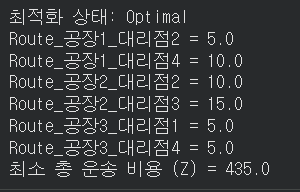 최적화 상태: Optimal
Route_공장1_대리점2 = 5.0
Route_공장1_대리점4 = 10.0
Route_공장2_대리점2 = 10.0
Route_공장2_대리점3 = 15.0
Route_공장3_대리점1 = 5.0
Route_공장3_대리점4 = 5.0
최소 총 운송 비용 (Z) = 435.0